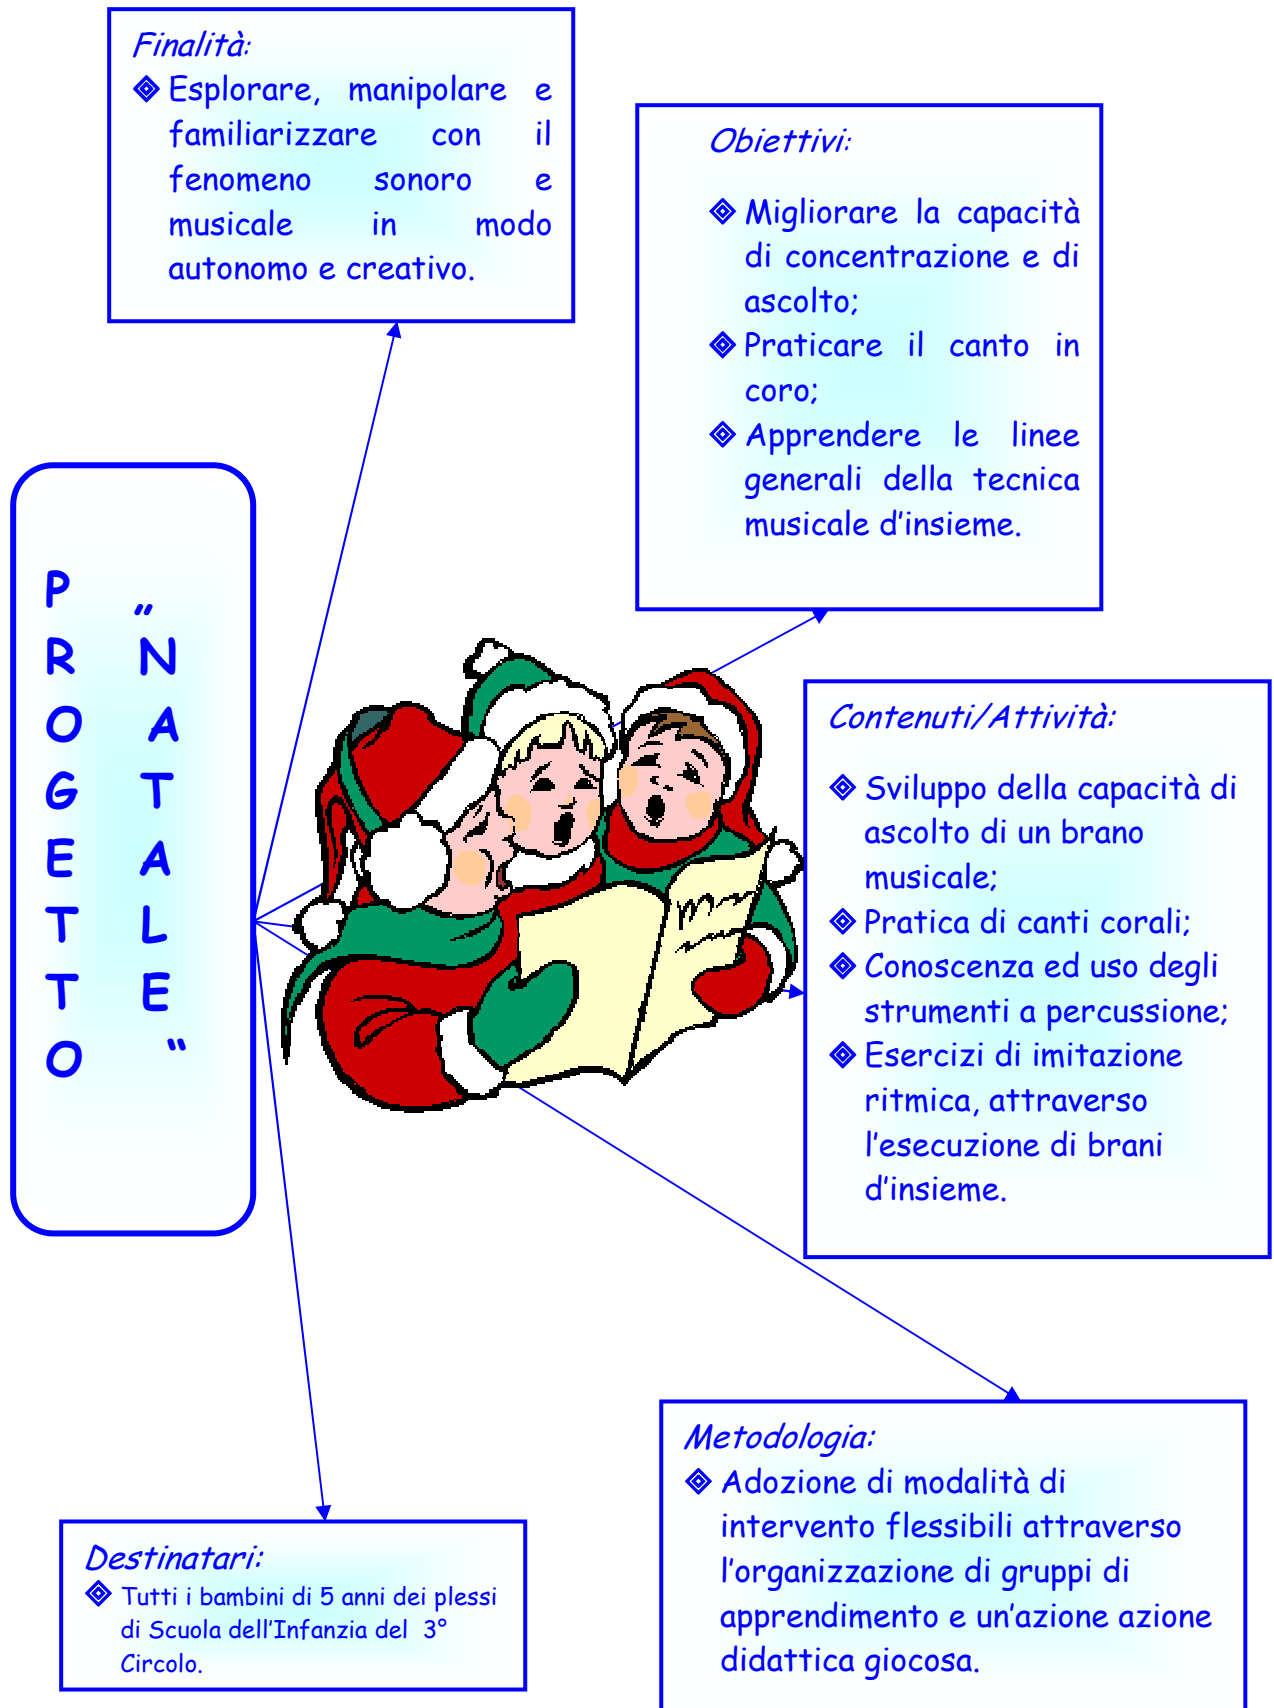 Finalità:
Esplorare, manipolare e
familiarizzare con il
fenomeno sonoro e
musicale in modo
autonomo e creativo.
Obiettivi:
Migliorare la capacità
di concentrazione e di
ascolto;
Praticare il canto in
coro;
Apprendere le linee
generali della tecnica
musicale d'insieme.
PROGETTO
"NATALE"
Contenuti/Attività:
Sviluppo della capacità di
ascolto di un brano
musicale;
Pratica di canti corali;
Conoscenza ed uso degli
strumenti a percussione;
Esercizi di imitazione
ritmica, attraverso
l'esecuzione di brani
d'insieme.
Metodologia:
Adozione di modalità di
intervento flessibili attraverso
l'organizzazione di gruppi di
apprendimento e un'azione azione
didattica giocosa.
Destinatari:
Tutti i bambini di 5 anni dei plessi
di Scuola dell'Infanzia del 3°
Circolo.